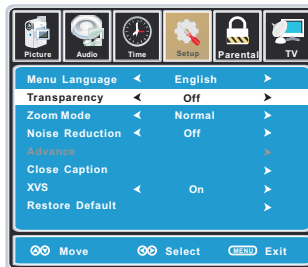 Picture Audio Time Setup Parental TV
Menu Language English
Transparency Off
Zoom Mode Normal
Noise Reduction Off
Advance
Close Caption
XVS On
Restore Default
Move Select MENU Exit